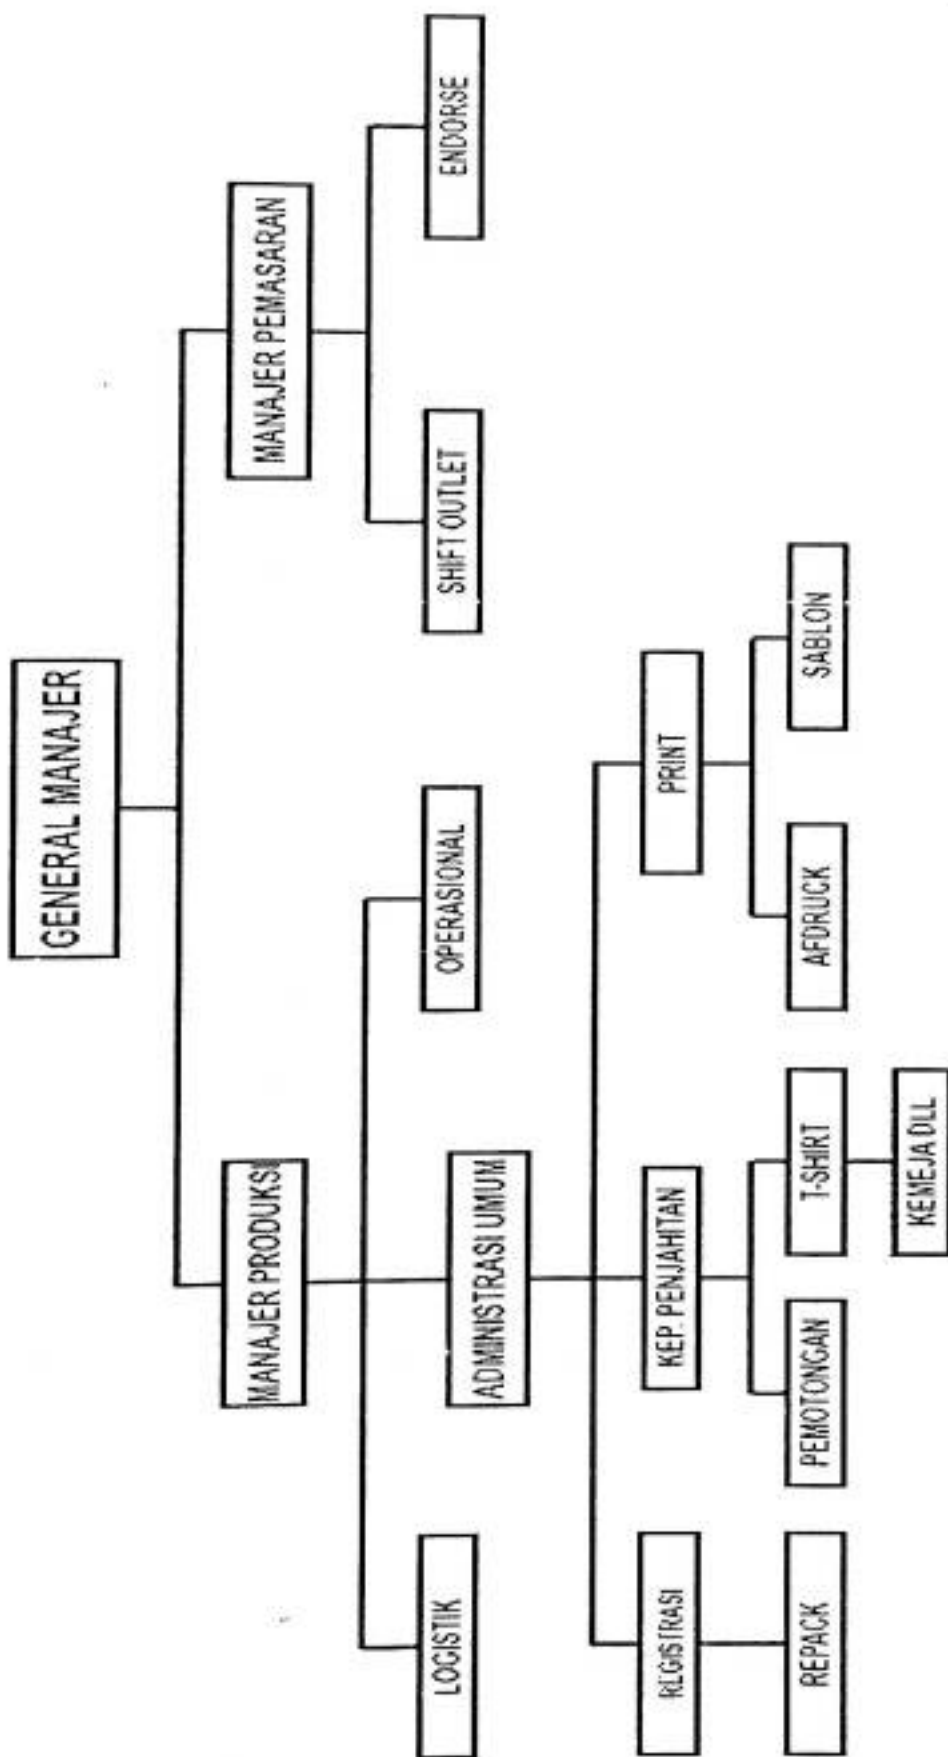 GENERAL MANAJER
MANAJER PRODUKSI
MANAJER PEMASARAN
LOGISTIK
ADMINISTRASI UMUM
OPERASIONAL
SHIFT OUTLET
ENDORSE
REGISTRASI
KEP. PENJAHITAN
PRINT
REPACK
PEMOTONGAN
T-SHIRT
AFDRUCK
SABLON
KEMEJA DLL